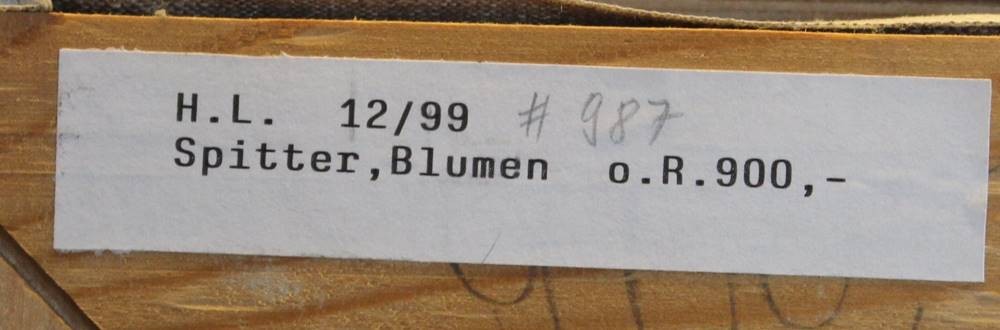 H.L. 12/99 # 987
Spitter,Blumen o.R.900,-